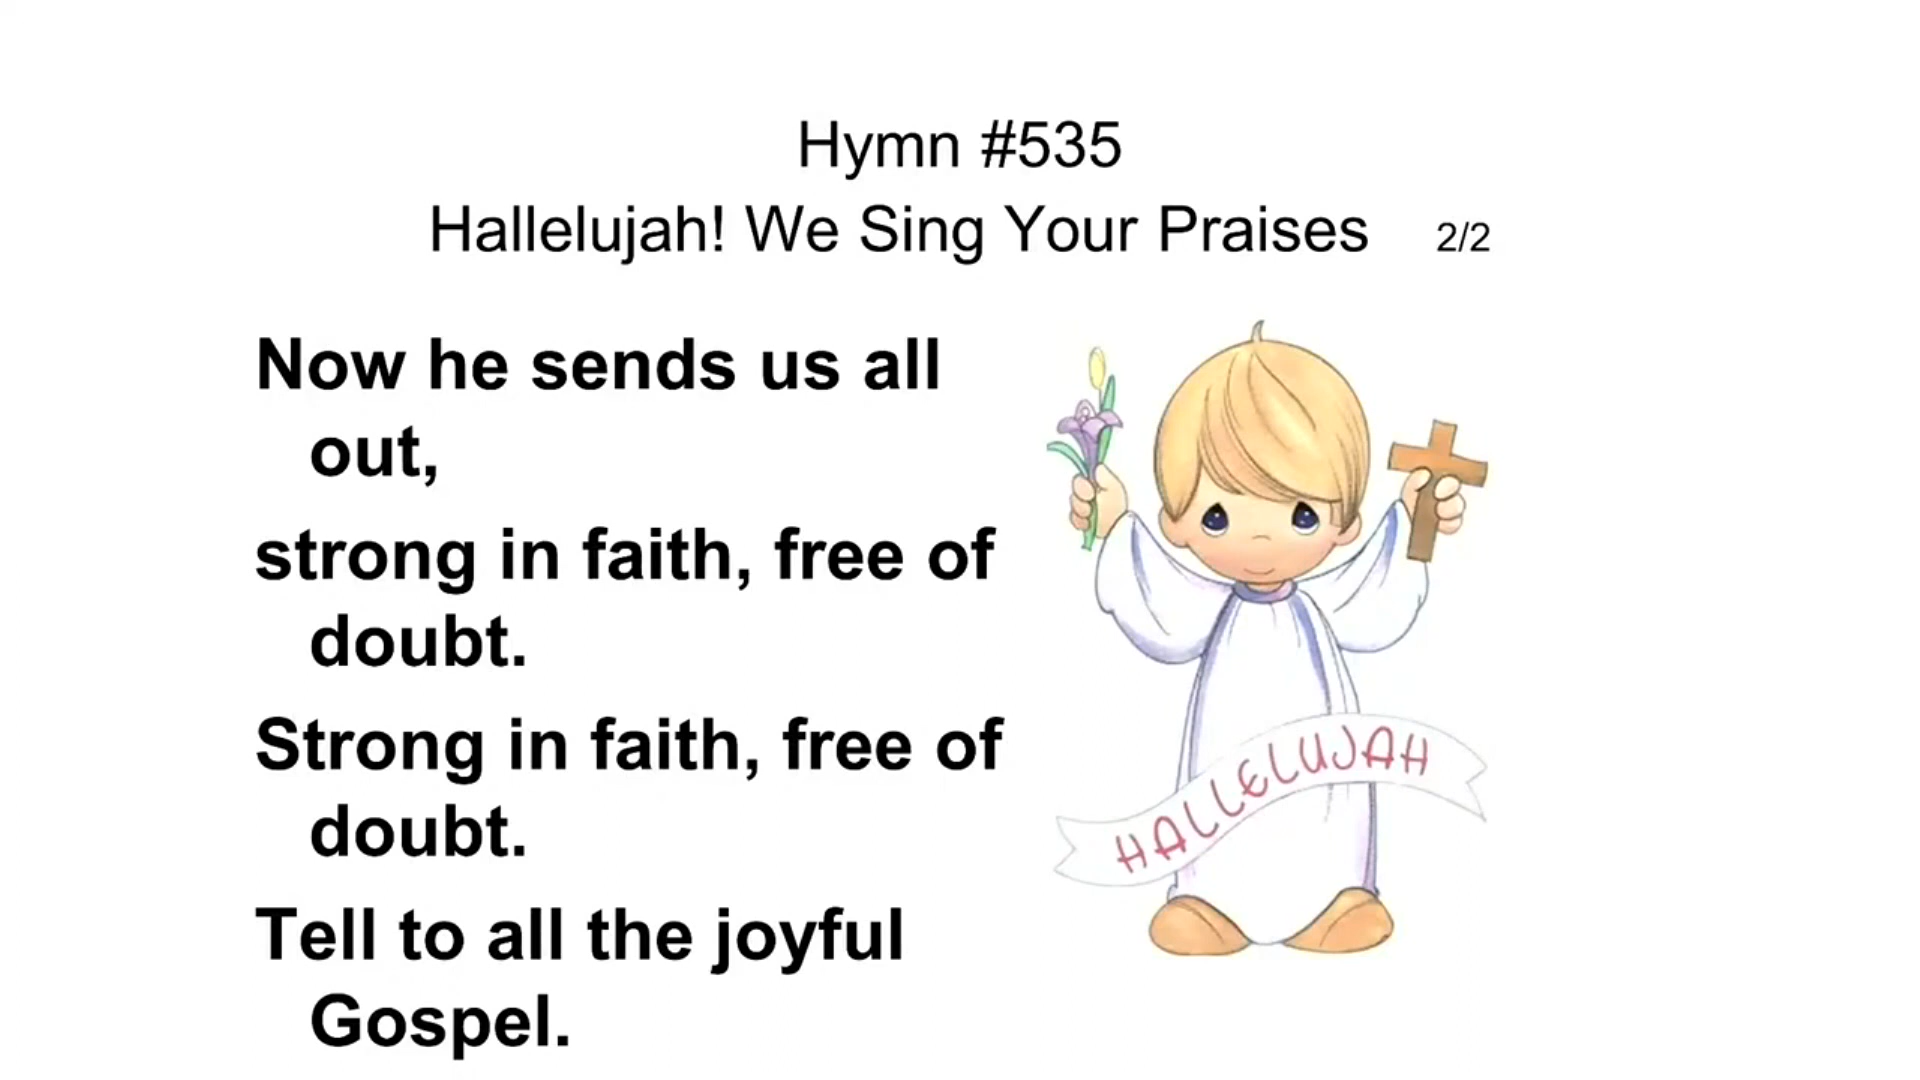 Hymn #535
Hallelujah! We Sing Your Praises 2/2
Now he sends us all
out,
strong in faith, free of
doubt.
Strong in faith, free of
doubt.
Tell to all the joyful
Gospel.
HALLELUJAH